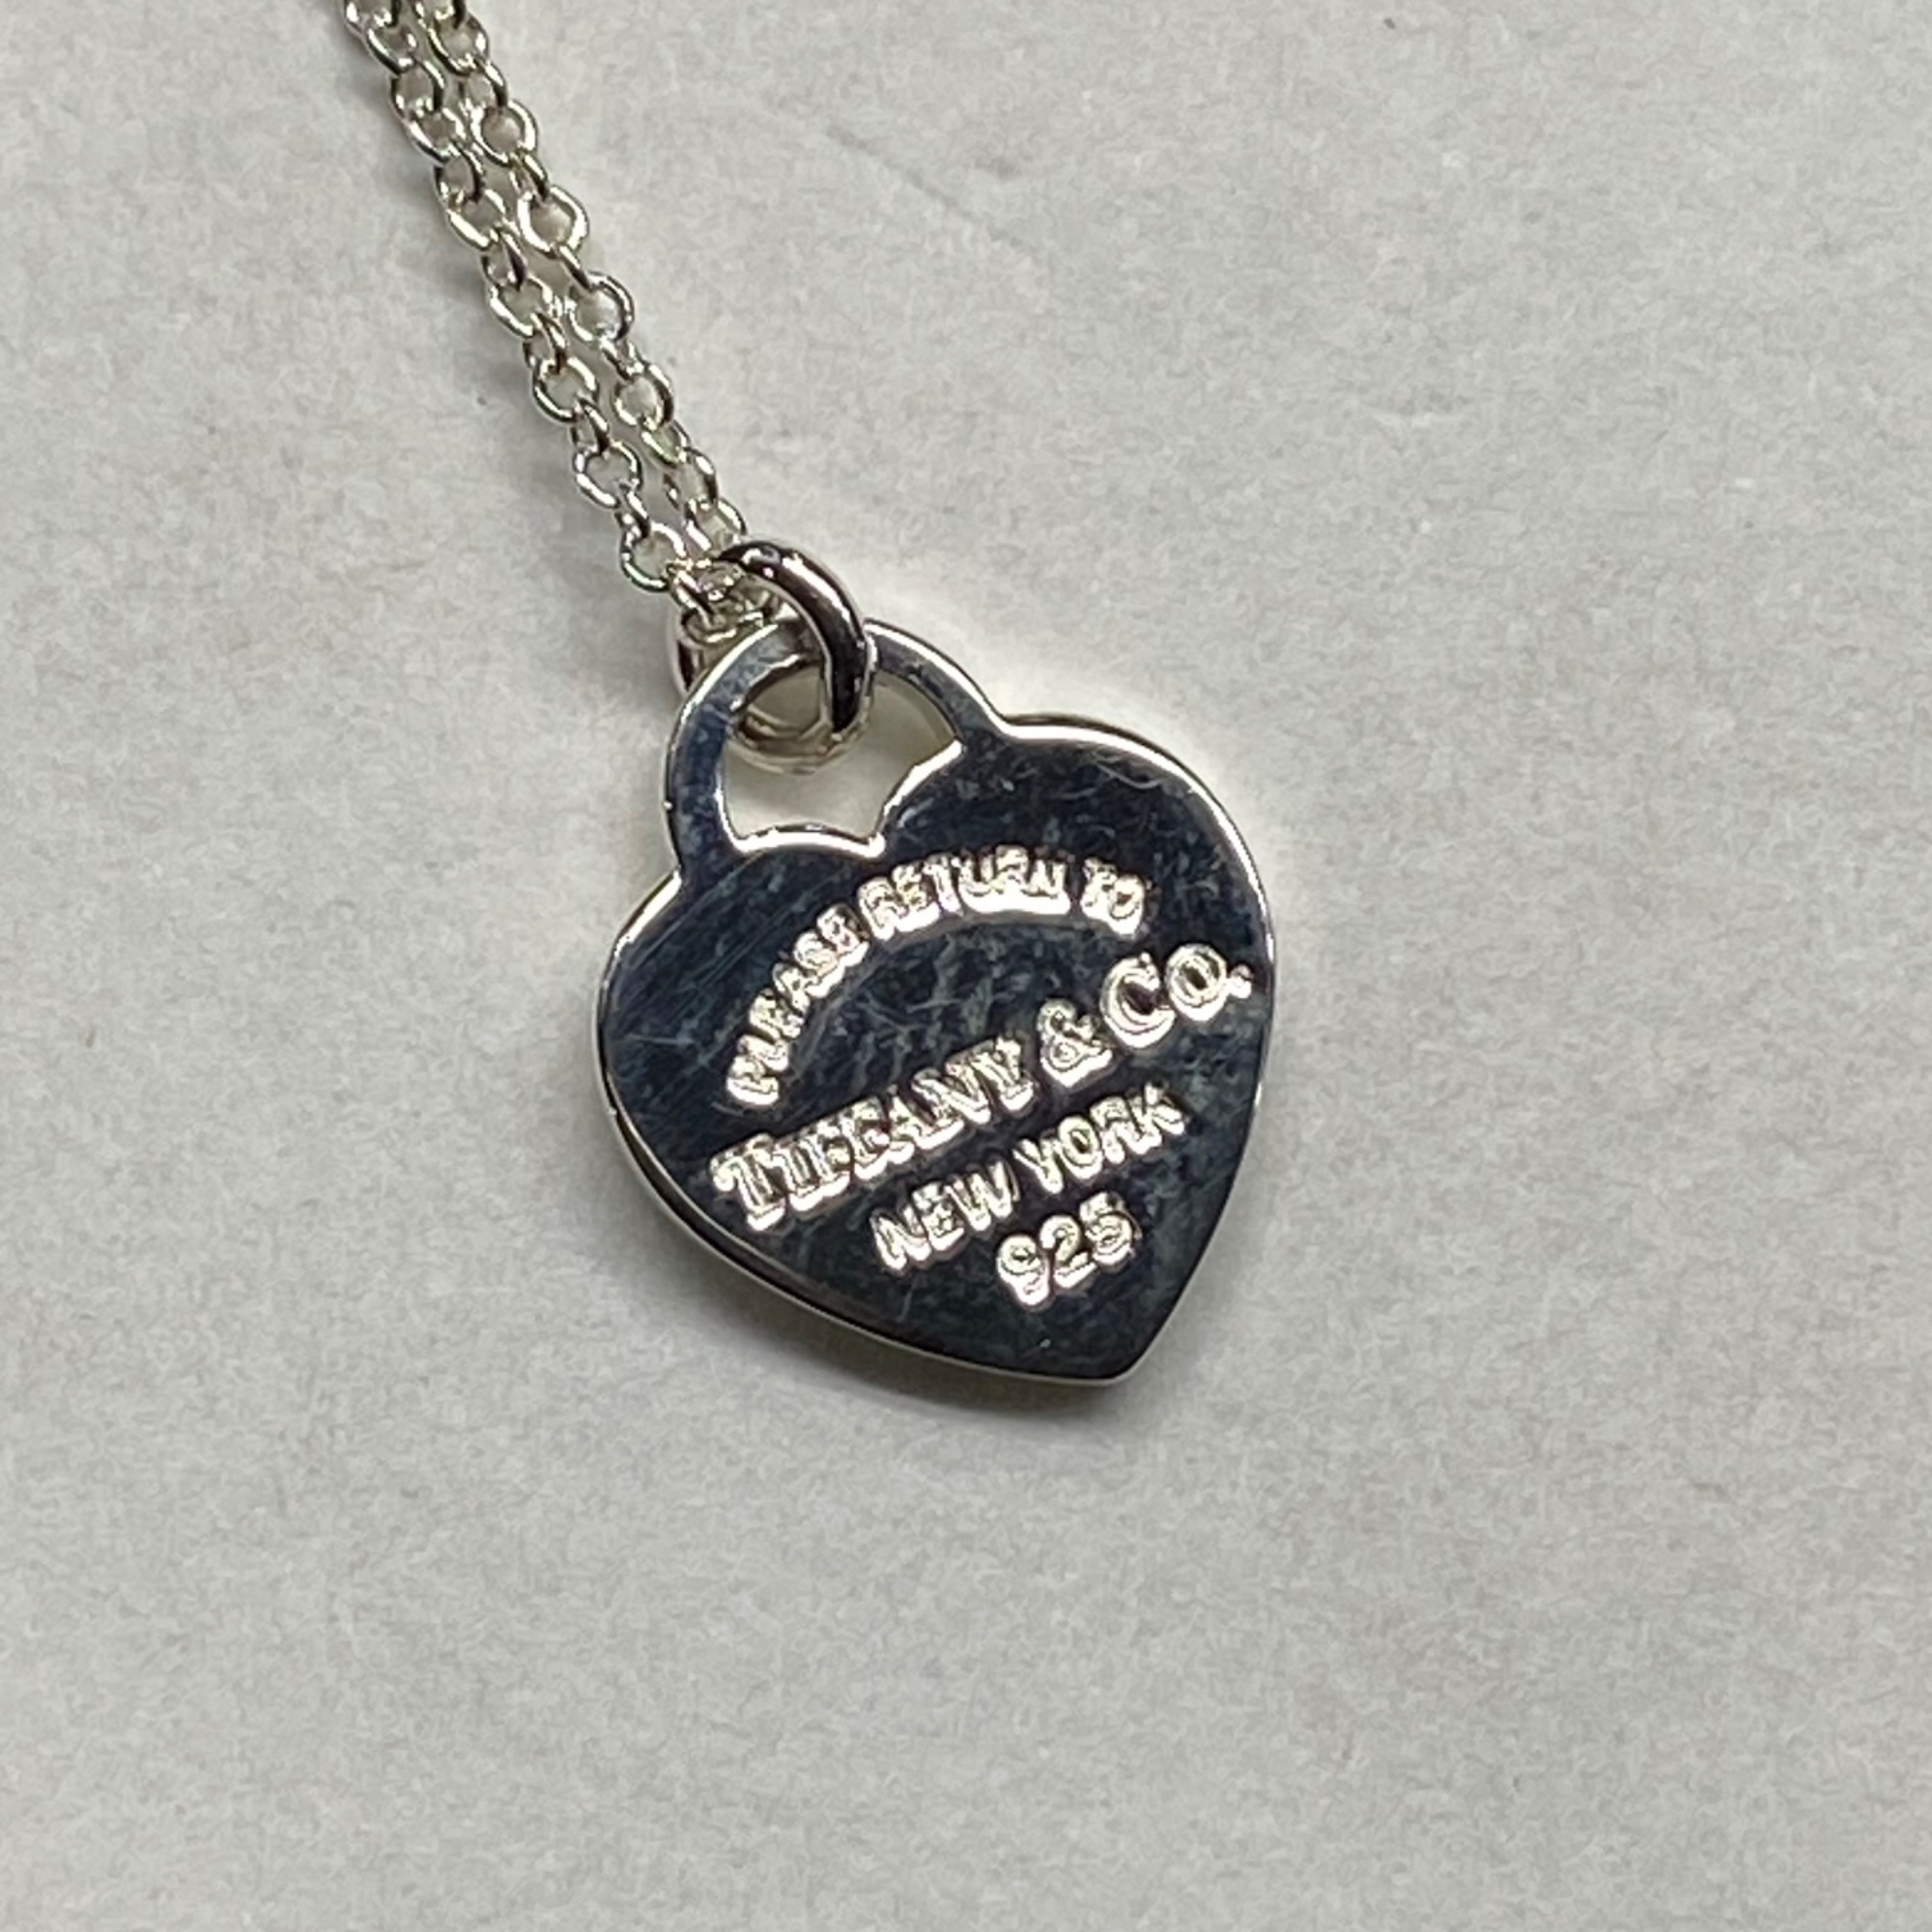 PLEASE RETURN TO
TIFFANY & CO.
NEW YORK
925